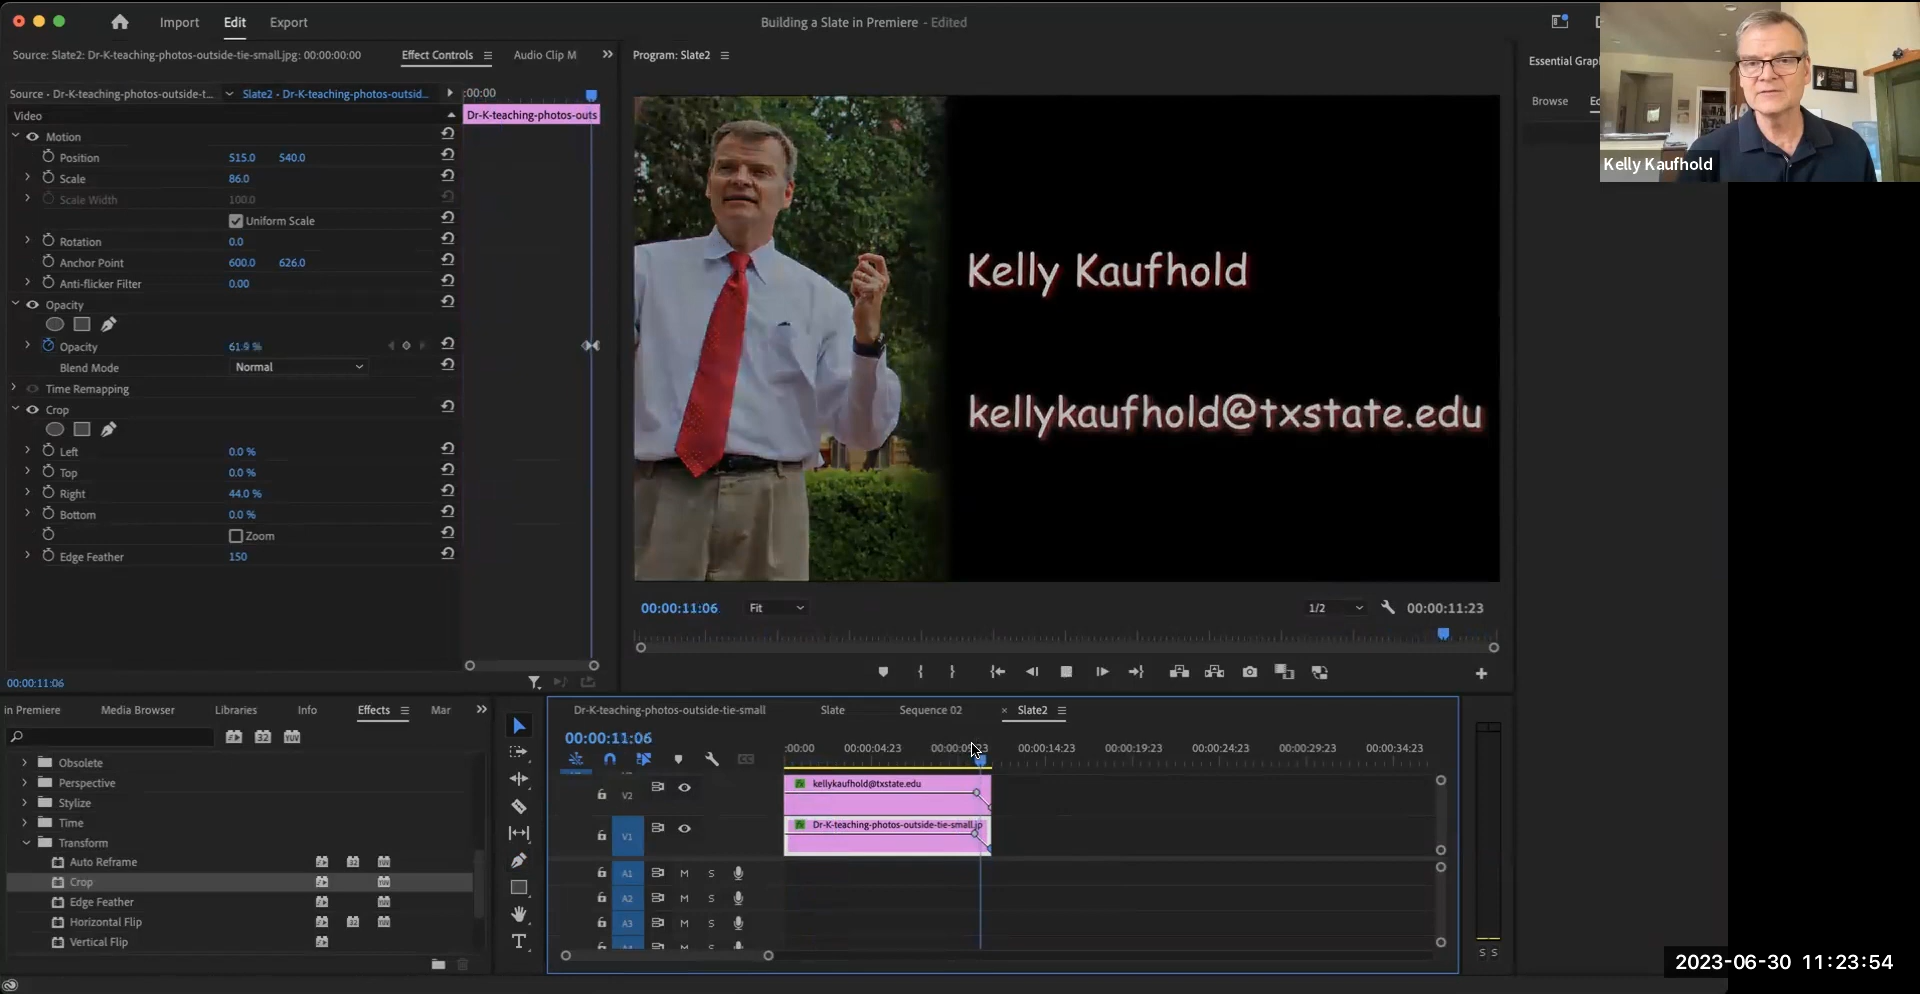 Import Edit Export
Building a Slate in Premiere - Edited
Source: Slate2: Dr-K-teaching-photos-outside-tie-small.jpg: 00:00:00:00
Effect Controls
Audio Clip M
Program: Slate2
Essential Grap
Browse
Source - Dr-K-teaching-photos-outside-t...
Slate2 - Dr-K-teaching-photos-outsid...
:00:00
Dr-K-teaching-photos-outs
Video
Motion
Position 515.0 540.0
Scale 86.0
Scale Width 100.0
Uniform Scale
Rotation 0.0
Anchor Point 600.0 626.0
Anti-flicker Filter 0.00
Opacity
Opacity 61.9 %
Blend Mode Normal
Time Remapping
Crop
Left 0.0 %
Top 0.0 %
Right 44.0 %
Bottom 0.0 %
Zoom
Edge Feather 150
00:00:11:06
Kelly Kaufhold
kellykaufhold@txstate.edu
Kelly Kaufhold
00:00:11:06 Fit 1/2 00:00:11:23
in Premiere Media Browser Libraries Info Effects Mar
Obsolete
Perspective
Stylize
Time
Transform
Auto Reframe
Crop
Edge Feather
Horizontal Flip
Vertical Flip
Dr-K-teaching-photos-outside-tie-small Slate Sequence 02 × Slate2
00:00:11:06
:00:00 00:00:04:23 00:00:09:23 00:00:14:23 00:00:19:23 00:00:24:23 00:00:29:23 00:00:34:23
V2 kellykaufhold@txstate.edu
V1 Dr-K-teaching-photos-outside-tie-small.jp
A1 M S
A2 M S
A3 M S
S S
2023-06-30 11:23:54